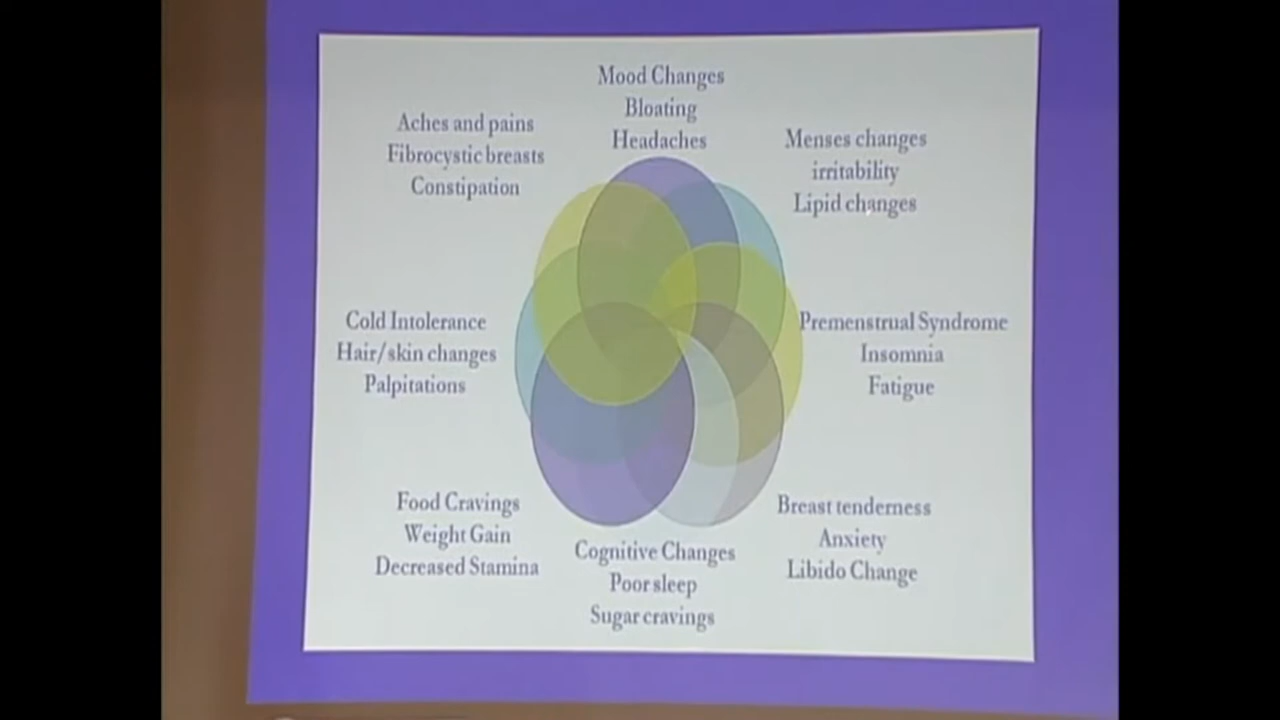 Mood Changes
Bloating
Headaches
Aches and pains
Fibrocystic breasts
Constipation
Menses changes
irritability
Lipid changes
Cold Intolerance
Hair/skin changes
Palpitations
Premenstrual Syndrome
Insomnia
Fatigue
Food Cravings
Weight Gain
Decreased Stamina
Cognitive Changes
Poor sleep
Sugar cravings
Breast tenderness
Anxiety
Libido Change